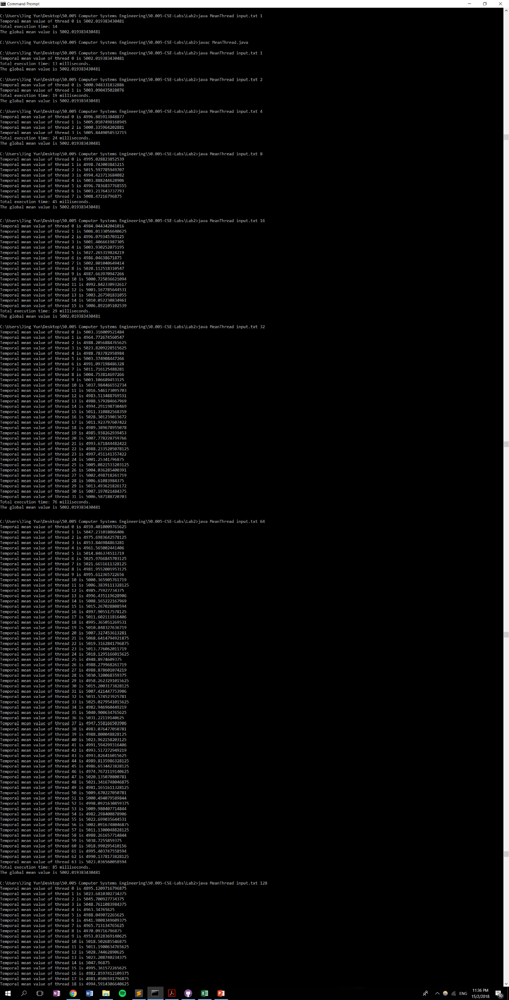 Command Prompt
C:\Users\Jing Yun\Desktop\50.005 Computer Systems Engineering\50.005-CSE-Labs\Lab2>java MeanThread input.txt 1
Temporal mean value of thread 0 is 5002.019383430481
Total execution time: 14
The global mean value is 5002.019383430481
C:\Users\Jing Yun\Desktop\50.005 Computer Systems Engineering\50.005-CSE-Labs\Lab2>javac MeanThread.java
C:\Users\Jing Yun\Desktop\50.005 Computer Systems Engineering\50.005-CSE-Labs\Lab2>java MeanThread input.txt 1
Temporal mean value of thread 0 is 5002.019383430481
Total execution time: 13 milliseconds.
The global mean value is 5002.019383430481
C:\Users\Jing Yun\Desktop\50.005 Computer Systems Engineering\50.005-CSE-Labs\Lab2>java MeanThread input.txt 2
Temporal mean value of thread 0 is 5000.948331832886
Temporal mean value of thread 1 is 5003.090435028076
Total execution time: 19 milliseconds.
The global mean value is 5002.019383430481
C:\Users\Jing Yun\Desktop\50.005 Computer Systems Engineering\50.005-CSE-Labs\Lab2>java MeanThread input.txt 4
Temporal mean value of thread 0 is 4996.885913848877
Temporal mean value of thread 1 is 5005.0107498168945
Temporal mean value of thread 2 is 5000.335964202881
Temporal mean value of thread 3 is 5005.8449058532715
Total execution time: 24 milliseconds.
The global mean value is 5002.019383430481
C:\Users\Jing Yun\Desktop\50.005 Computer Systems Engineering\50.005-CSE-Labs\Lab2>java MeanThread input.txt 8
Temporal mean value of thread 0 is 4995.028823852539
Temporal mean value of thread 1 is 4998.743003845215
Temporal mean value of thread 2 is 5015.597785949707
Temporal mean value of thread 3 is 4994.423713684082
Temporal mean value of thread 4 is 5003.888244628906
Temporal mean value of thread 5 is 4996.7836837768555
Temporal mean value of thread 6 is 5003.217643737793
Temporal mean value of thread 7 is 5008.47216796875
Total execution time: 45 milliseconds.
The global mean value is 5002.019383430481
C:\Users\Jing Yun\Desktop\50.005 Computer Systems Engineering\50.005-CSE-Labs\Lab2>java MeanThread input.txt 16
Temporal mean value of thread 0 is 4984.044342041016
Temporal mean value of thread 1 is 5006.0133056640625
Temporal mean value of thread 2 is 4996.079345703125
Temporal mean value of thread 3 is 5001.406661987305
Temporal mean value of thread 4 is 5003.930252075195
Temporal mean value of thread 5 is 5027.265319824219
Temporal mean value of thread 6 is 4986.04638671875
Temporal mean value of thread 7 is 5002.801040649414
Temporal mean value of thread 8 is 5020.112518310547
Temporal mean value of thread 9 is 4987.663970947266
Temporal mean value of thread 10 is 5000.725036621094
Temporal mean value of thread 11 is 4992.842330932617
Temporal mean value of thread 12 is 5003.167785644531
Temporal mean value of thread 13 is 5003.267501831055
Temporal mean value of thread 14 is 5010.052230834961
Temporal mean value of thread 15 is 5006.892105102539
Total execution time: 29 milliseconds.
The global mean value is 5002.019383430481
C:\Users\Jing Yun\Desktop\50.005 Computer Systems Engineering\50.005-CSE-Labs\Lab2>java MeanThread input.txt 32
Temporal mean value of thread 0 is 5003.316009521484
Temporal mean value of thread 1 is 4964.772674560547
Temporal mean value of thread 2 is 4988.2056884765625
Temporal mean value of thread 3 is 5023.8209228515625
Temporal mean value of thread 4 is 4988.783782958984
Temporal mean value of thread 5 is 5003.374908447266
Temporal mean value of thread 6 is 4991.097198486328
Temporal mean value of thread 7 is 5011.716125488281
Temporal mean value of thread 8 is 5004.753814697266
Temporal mean value of thread 9 is 5003.106689453125
Temporal mean value of thread 10 is 5037.984466552734
Temporal mean value of thread 11 is 5016.546173095703
Temporal mean value of thread 12 is 4983.513488769531
Temporal mean value of thread 13 is 4988.579284667969
Temporal mean value of thread 14 is 4994.291198730469
Temporal mean value of thread 15 is 5011.310882568359
Temporal mean value of thread 16 is 5028.301239013672
Temporal mean value of thread 17 is 5011.923797607422
Temporal mean value of thread 18 is 4989.389678955078
Temporal mean value of thread 19 is 4985.938262939453
Temporal mean value of thread 20 is 5007.778228759766
Temporal mean value of thread 21 is 4993.671844482422
Temporal mean value of thread 22 is 4988.2335205078125
Temporal mean value of thread 23 is 4997.451141357422
Temporal mean value of thread 24 is 5001.25341796875
Temporal mean value of thread 25 is 5005.0821533203125
Temporal mean value of thread 26 is 5004.036285400391
Temporal mean value of thread 27 is 5002.498718261719
Temporal mean value of thread 28 is 5006.61083984375
Temporal mean value of thread 29 is 5013.493621826172
Temporal mean value of thread 30 is 5007.197021484375
Temporal mean value of thread 31 is 5006.587188720703
Total execution time: 76 milliseconds.
The global mean value is 5002.019383430481
C:\Users\Jing Yun\Desktop\50.005 Computer Systems Engineering\50.005-CSE-Labs\Lab2>java MeanThread input.txt 64
Temporal mean value of thread 0 is 4959.4010009765625
Temporal mean value of thread 1 is 5047.231018066406
Temporal mean value of thread 2 is 4975.6983642578125
Temporal mean value of thread 3 is 4953.846984863281
Temporal mean value of thread 4 is 4961.565002441406
Temporal mean value of thread 5 is 5014.846374511719
Temporal mean value of thread 6 is 5025.9766845703125
Temporal mean value of thread 7 is 5021.6651611328125
Temporal mean value of thread 8 is 4981.9552001953125
Temporal mean value of thread 9 is 4995.612365722656
Temporal mean value of thread 10 is 5000.365905761719
Temporal mean value of thread 11 is 5006.3839111328125
Temporal mean value of thread 12 is 4985.75927734375
Temporal mean value of thread 13 is 4996.435119628906
Temporal mean value of thread 14 is 5008.165222167969
Temporal mean value of thread 15 is 5015.267028808594
Temporal mean value of thread 16 is 4997.905517578125
Temporal mean value of thread 17 is 5011.602111816406
Temporal mean value of thread 18 is 4995.365051269531
Temporal mean value of thread 19 is 5010.848327636719
Temporal mean value of thread 20 is 5007.327453613281
Temporal mean value of thread 21 is 5068.6414794921875
Temporal mean value of thread 22 is 5019.3162841796875
Temporal mean value of thread 23 is 5013.776062011719
Temporal mean value of thread 24 is 5018.1295166015625
Temporal mean value of thread 25 is 4948.8974609375
Temporal mean value of thread 26 is 4988.279968261719
Temporal mean value of thread 27 is 4988.878601074219
Temporal mean value of thread 28 is 5030.320068359375
Temporal mean value of thread 29 is 4958.2623291015625
Temporal mean value of thread 30 is 5015.2003173828125
Temporal mean value of thread 31 is 5007.421447753906
Temporal mean value of thread 32 is 5031.574523925781
Temporal mean value of thread 33 is 5025.0279541015625
Temporal mean value of thread 34 is 4982.946960449219
Temporal mean value of thread 35 is 5040.900634765625
Temporal mean value of thread 36 is 5031.22119140625
Temporal mean value of thread 37 is 4947.558166503906
Temporal mean value of thread 38 is 4983.076477050781
Temporal mean value of thread 39 is 4988.800048828125
Temporal mean value of thread 40 is 5023.962158203125
Temporal mean value of thread 41 is 4991.594299316406
Temporal mean value of thread 42 is 4993.517272949219
Temporal mean value of thread 43 is 4993.826416015625
Temporal mean value of thread 44 is 4989.8135986328125
Temporal mean value of thread 45 is 4986.6534423828125
Temporal mean value of thread 46 is 4974.7672119140625
Temporal mean value of thread 47 is 5020.135070800781
Temporal mean value of thread 48 is 5021.3416748046875
Temporal mean value of thread 49 is 4981.1651611328125
Temporal mean value of thread 50 is 5009.670227050781
Temporal mean value of thread 51 is 5000.494079589844
Temporal mean value of thread 52 is 4998.0921630859375
Temporal mean value of thread 53 is 5009.980407714844
Temporal mean value of thread 54 is 4982.298400878906
Temporal mean value of thread 55 is 5022.699035644531
Temporal mean value of thread 56 is 5002.0916748046875
Temporal mean value of thread 57 is 5011.1300048828125
Temporal mean value of thread 58 is 4988.261657714844
Temporal mean value of thread 59 is 5038.7255859375
Temporal mean value of thread 60 is 5018.990295410156
Temporal mean value of thread 61 is 4995.403747558594
Temporal mean value of thread 62 is 4990.1378173828125
Temporal mean value of thread 63 is 5023.036560058594
Total execution time: 85 milliseconds.
The global mean value is 5002.019383430481
C:\Users\Jing Yun\Desktop\50.005 Computer Systems Engineering\50.005-CSE-Labs\Lab2>java MeanThread input.txt 128
Temporal mean value of thread 0 is 4895.1209716796875
Temporal mean value of thread 1 is 5023.6810302734375
Temporal mean value of thread 2 is 5045.700927734375
Temporal mean value of thread 3 is 5048.7611083984375
Temporal mean value of thread 4 is 4963.34765625
Temporal mean value of thread 5 is 4988.049072265625
Temporal mean value of thread 6 is 4941.9808349609375
Temporal mean value of thread 7 is 4965.713134765625
Temporal mean value of thread 8 is 4970.09716796875
Temporal mean value of thread 9 is 4953.0328369140625
Temporal mean value of thread 10 is 5018.502685546875
Temporal mean value of thread 11 is 5011.1900634765625
Temporal mean value of thread 12 is 5028.74462890625
Temporal mean value of thread 13 is 5023.208740234375
Temporal mean value of thread 14 is 5047.96875
Temporal mean value of thread 15 is 4995.361572265625
Temporal mean value of thread 16 is 4982.8597412109375
Temporal mean value of thread 17 is 4981.0506591796875
Temporal mean value of thread 18 is 4994.5914306640625
ENG
11:36 PM
15/2/2018
10